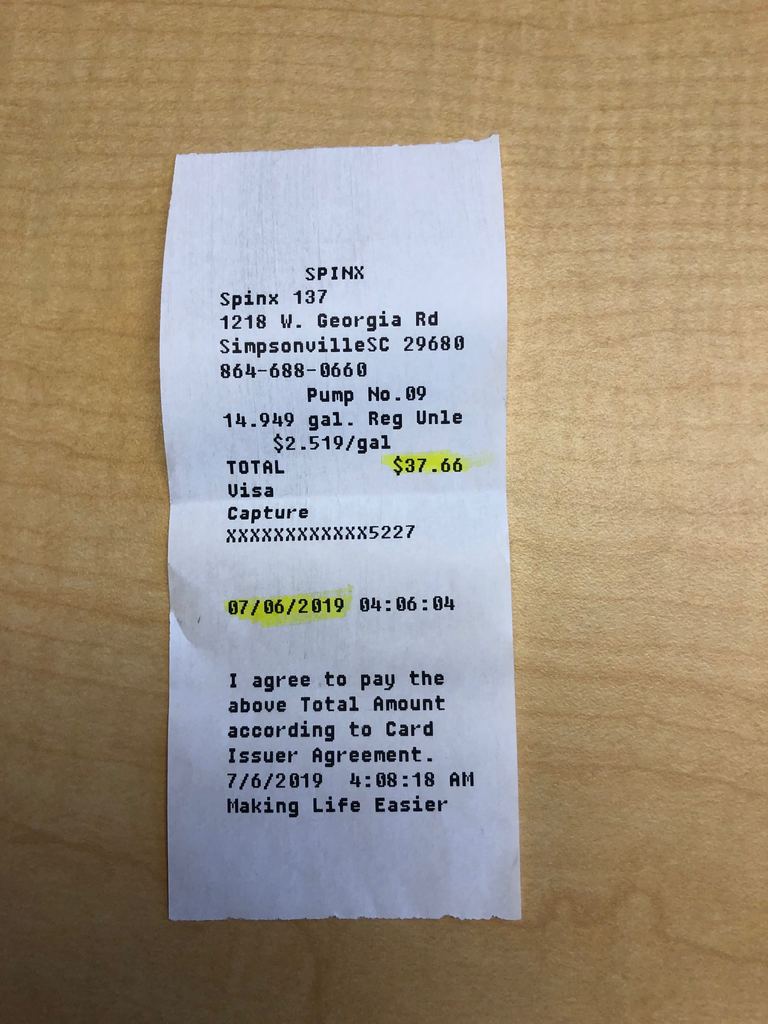 SPINX
Spinx 137
1218 W. Georgia Rd
SimpsonvilleSC 29680
864-688-0660
Pump No.09
14.949 gal. Reg Unle
$2.519/gal
TOTAL $37.66
Visa
Capture
XXXXXXXXXXXX5227
07/06/2019 04:06:04
I agree to pay the
above Total Amount
according to Card
Issuer Agreement.
7/6/2019 4:08:18 AM
Making Life Easier